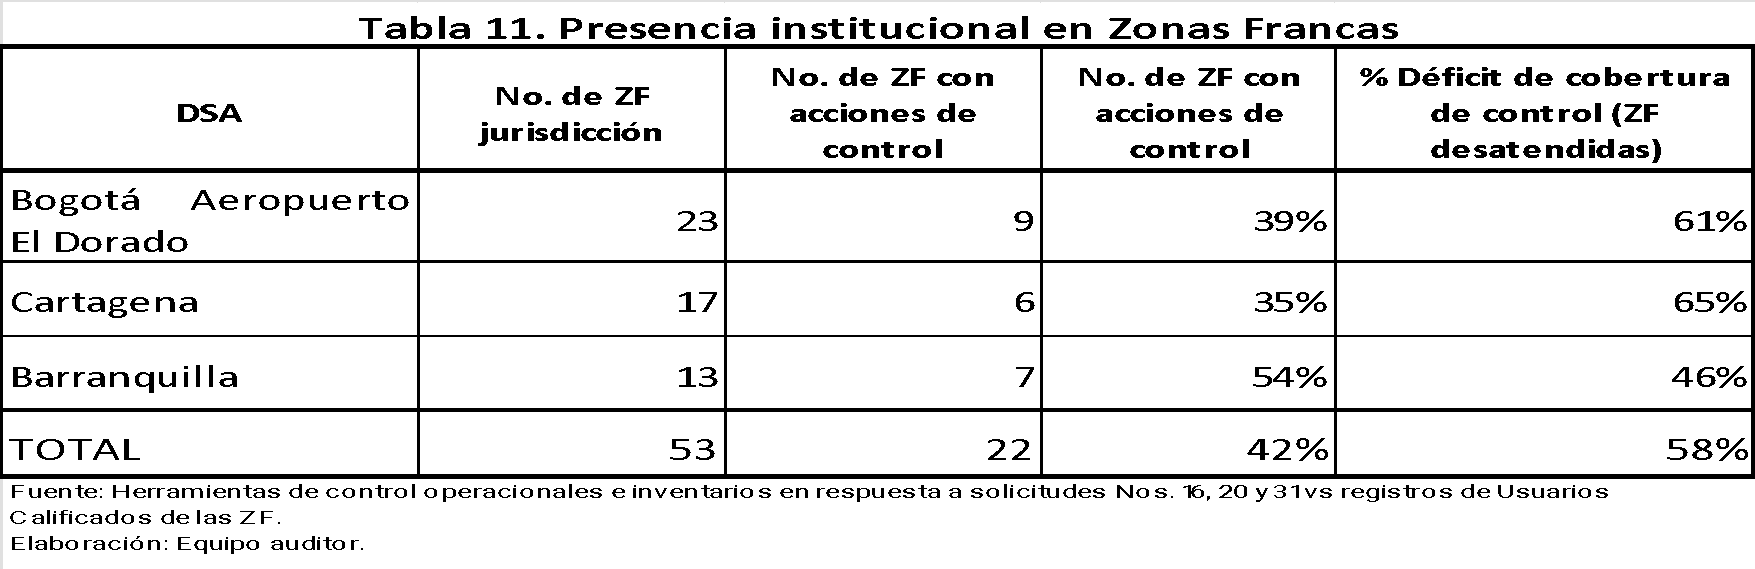 Tabla 11. Presencia institucional en Zonas Francas
DSA
No. de ZF
jurisdicción
No. de ZF con
acciones de
control
No. de ZF con
acciones de
control
% Déficit de cobertura
de control (ZF
desatendidas)
Bogotá Aeropuerto
El Dorado
23
9
39%
61%
Cartagena
17
6
35%
65%
Barranquilla
13
7
54%
46%
TOTAL
53
22
42%
58%
Fuente: Herramientas de control operacionales e inventarios en respuesta a solicitudes Nos. 16, 20 y 31 vs registros de Usuarios
Calificados de las ZF.
Elaboración: Equipo auditor.